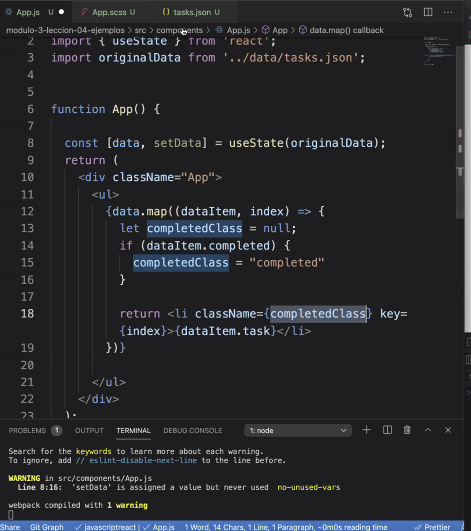 App.js
App.scss
tasks.json
modulo-3-leccion-04-ejemplos > src > components > App.js > App > data.map() callback
2 import { useState } from 'react';
3 import originalData from '../data/tasks.json';
4
5
6 function App() {
7
8 const [data, setData] = useState(originalData);
9 return (
10 <div className="App">
11 <ul>
12 {data.map((dataItem, index) => {
13 let completedClass = null;
14 if (dataItem.completed) {
15 completedClass = "completed"
16 }
17
18 return <li className={completedClass} key=
{index}>{dataItem.task}</li>
19 })}
20
21 </ul>
22 </div>
23 );
PROBLEMS 1 OUTPUT TERMINAL DEBUG CONSOLE 1: node
Search for the keywords to learn more about each warning.
To ignore, add // eslint-disable-next-line to the line before.
WARNING in src/components/App.js
Line 8:16: 'setData' is assigned a value but never used no-unused-vars
webpack compiled with 1 warning
Share Git Graph ✓ javascriptreact | ✓ App.js 1 Word, 14 Chars, 1 Line, 1 Paragraph, ~0m0s reading time ✓✓ Prettier